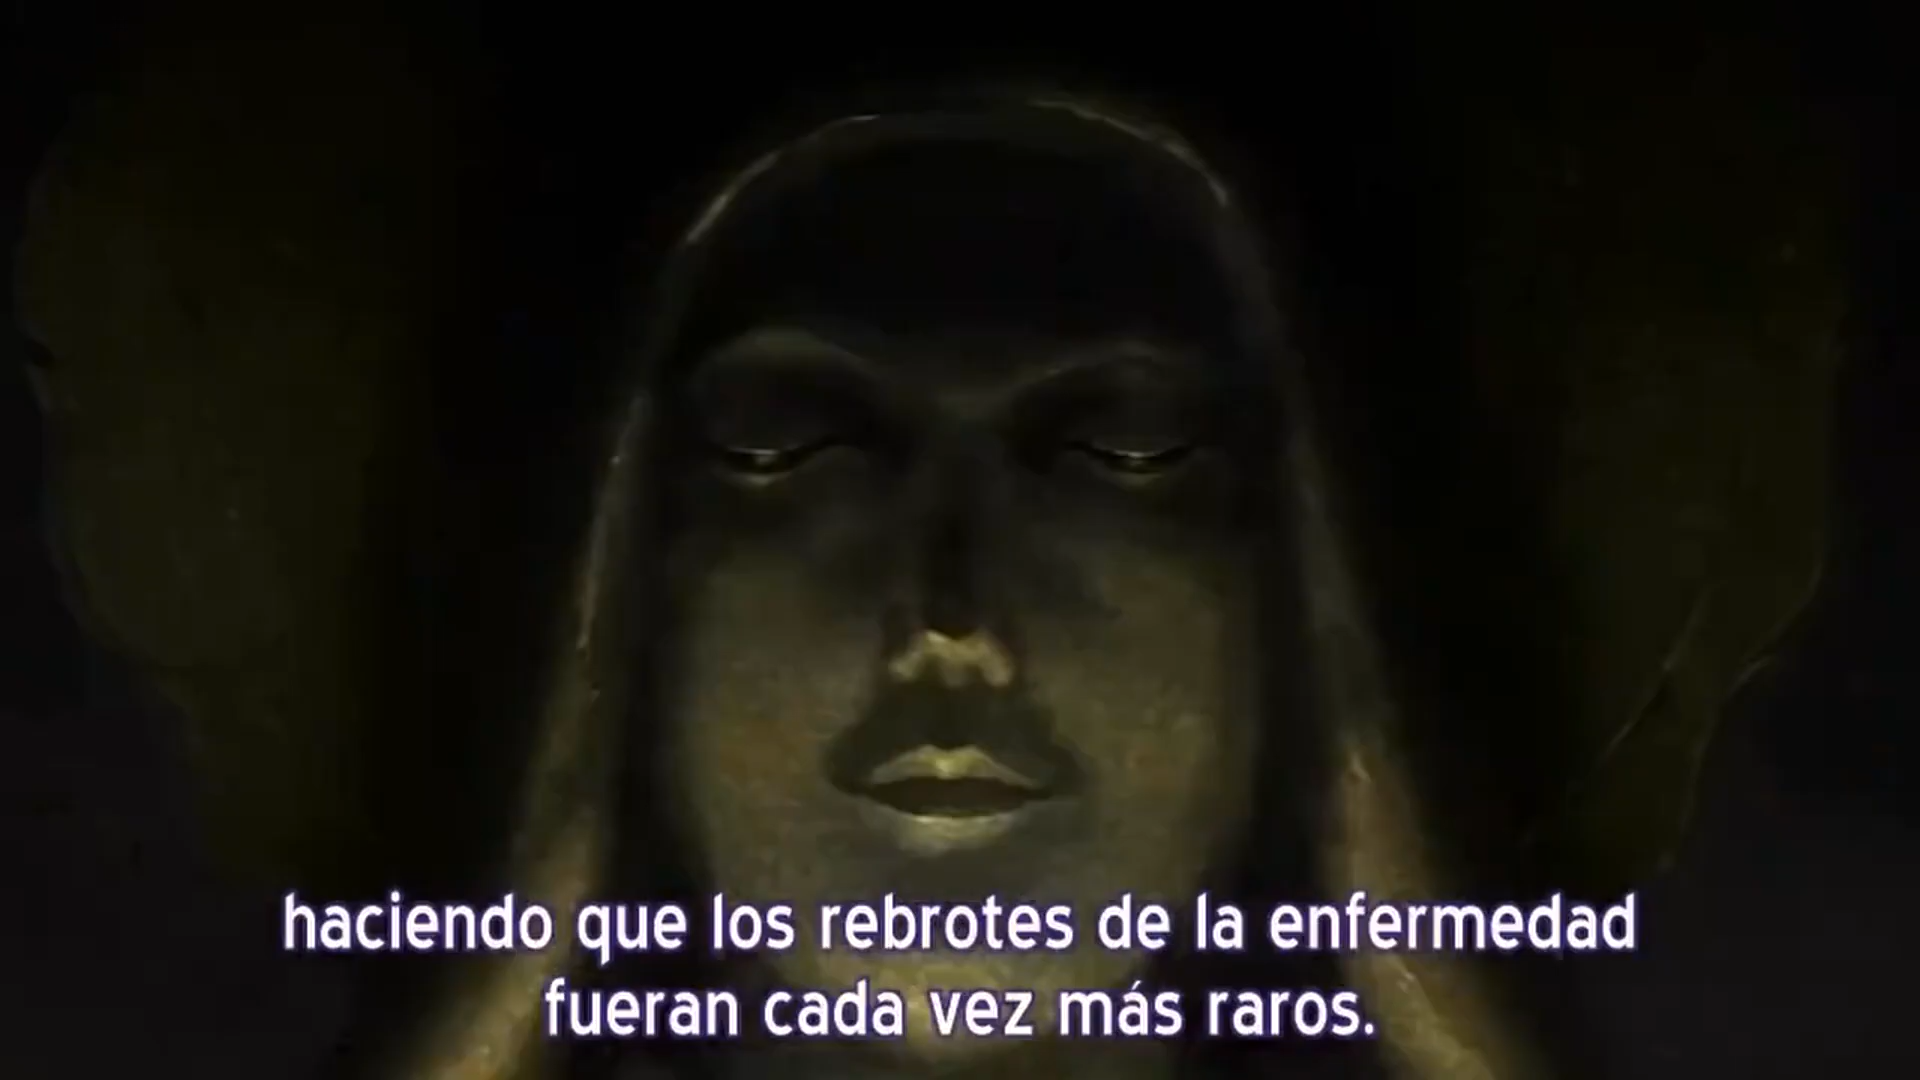 haciendo que los rebrotes de la enfermedad
fueran cada vez más raros.